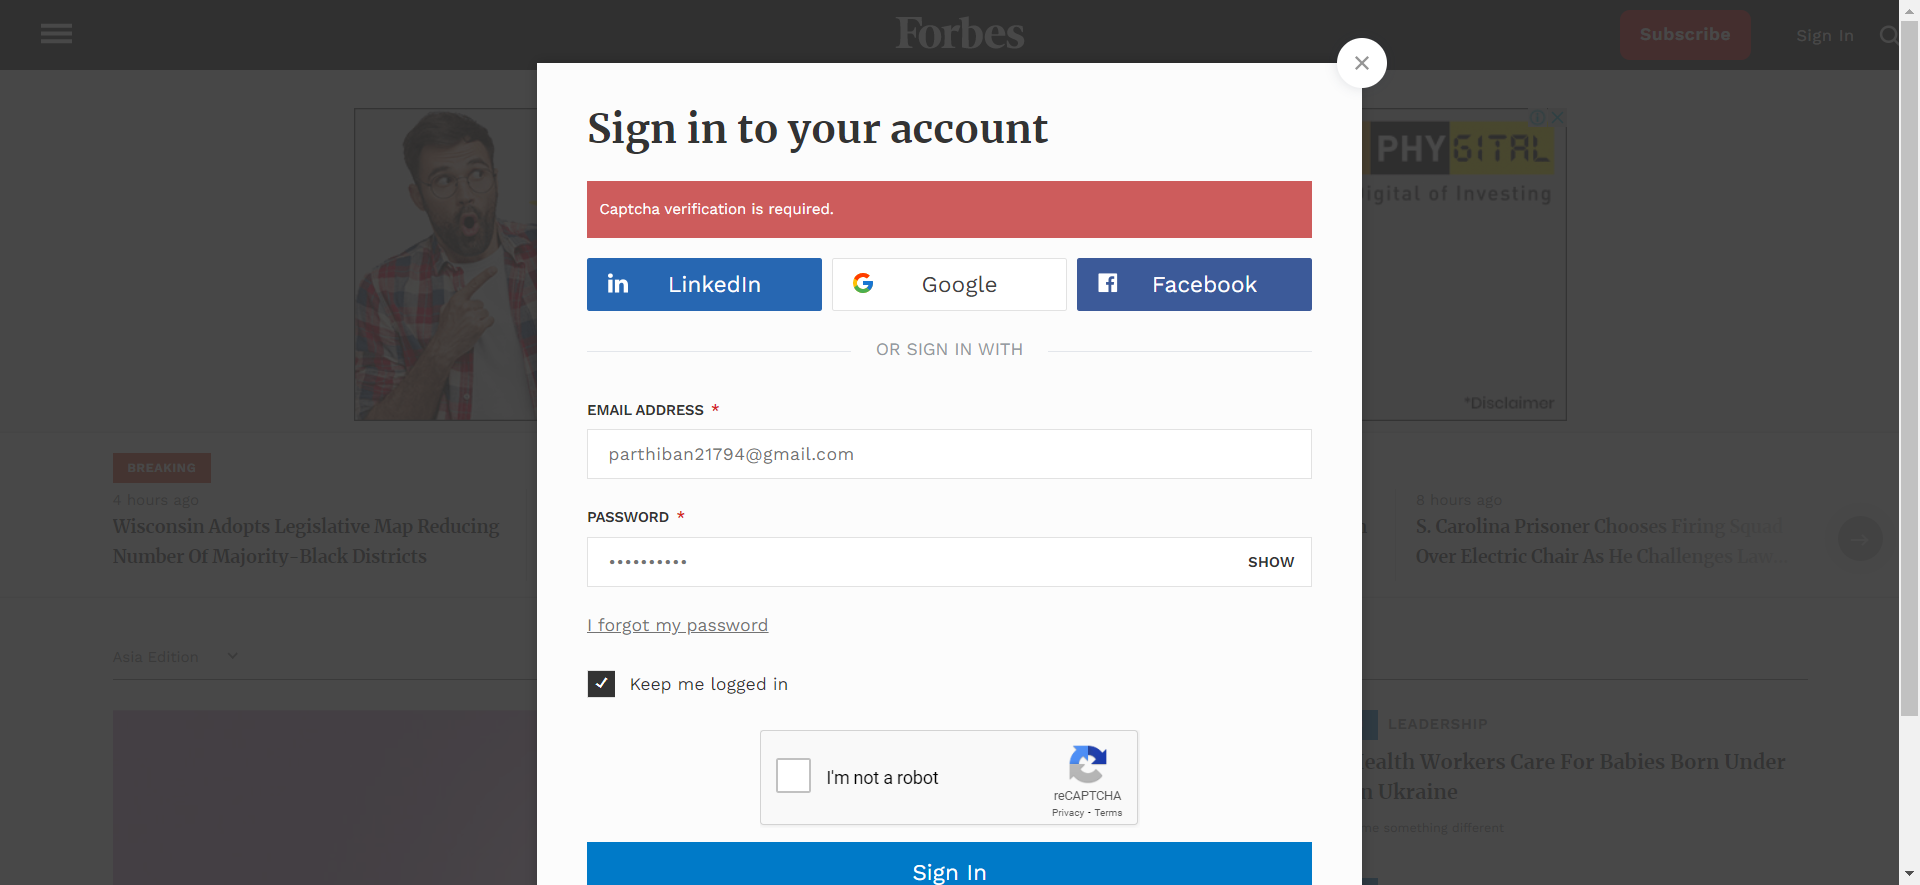 Forbes
Subscribe
Sign In
Sign in to your account
Captcha verification is required.
LinkedIn
Google
Facebook
OR SIGN IN WITH
EMAIL ADDRESS *
parthiban21794@gmail.com
PASSWORD *
••••••••••
SHOW
I forgot my password
Keep me logged in
I'm not a robot
reCAPTCHA
Privacy - Terms
Sign In
PHYGITAL
igital of Investing
*Disclaimer
BREAKING
4 hours ago
Wisconsin Adopts Legislative Map Reducing
Number Of Majority-Black Districts
8 hours ago
S. Carolina Prisoner Chooses Firing Squad
Over Electric Chair As He Challenges Law...
Asia Edition
LEADERSHIP
ealth Workers Care For Babies Born Under
n Ukraine
me something different